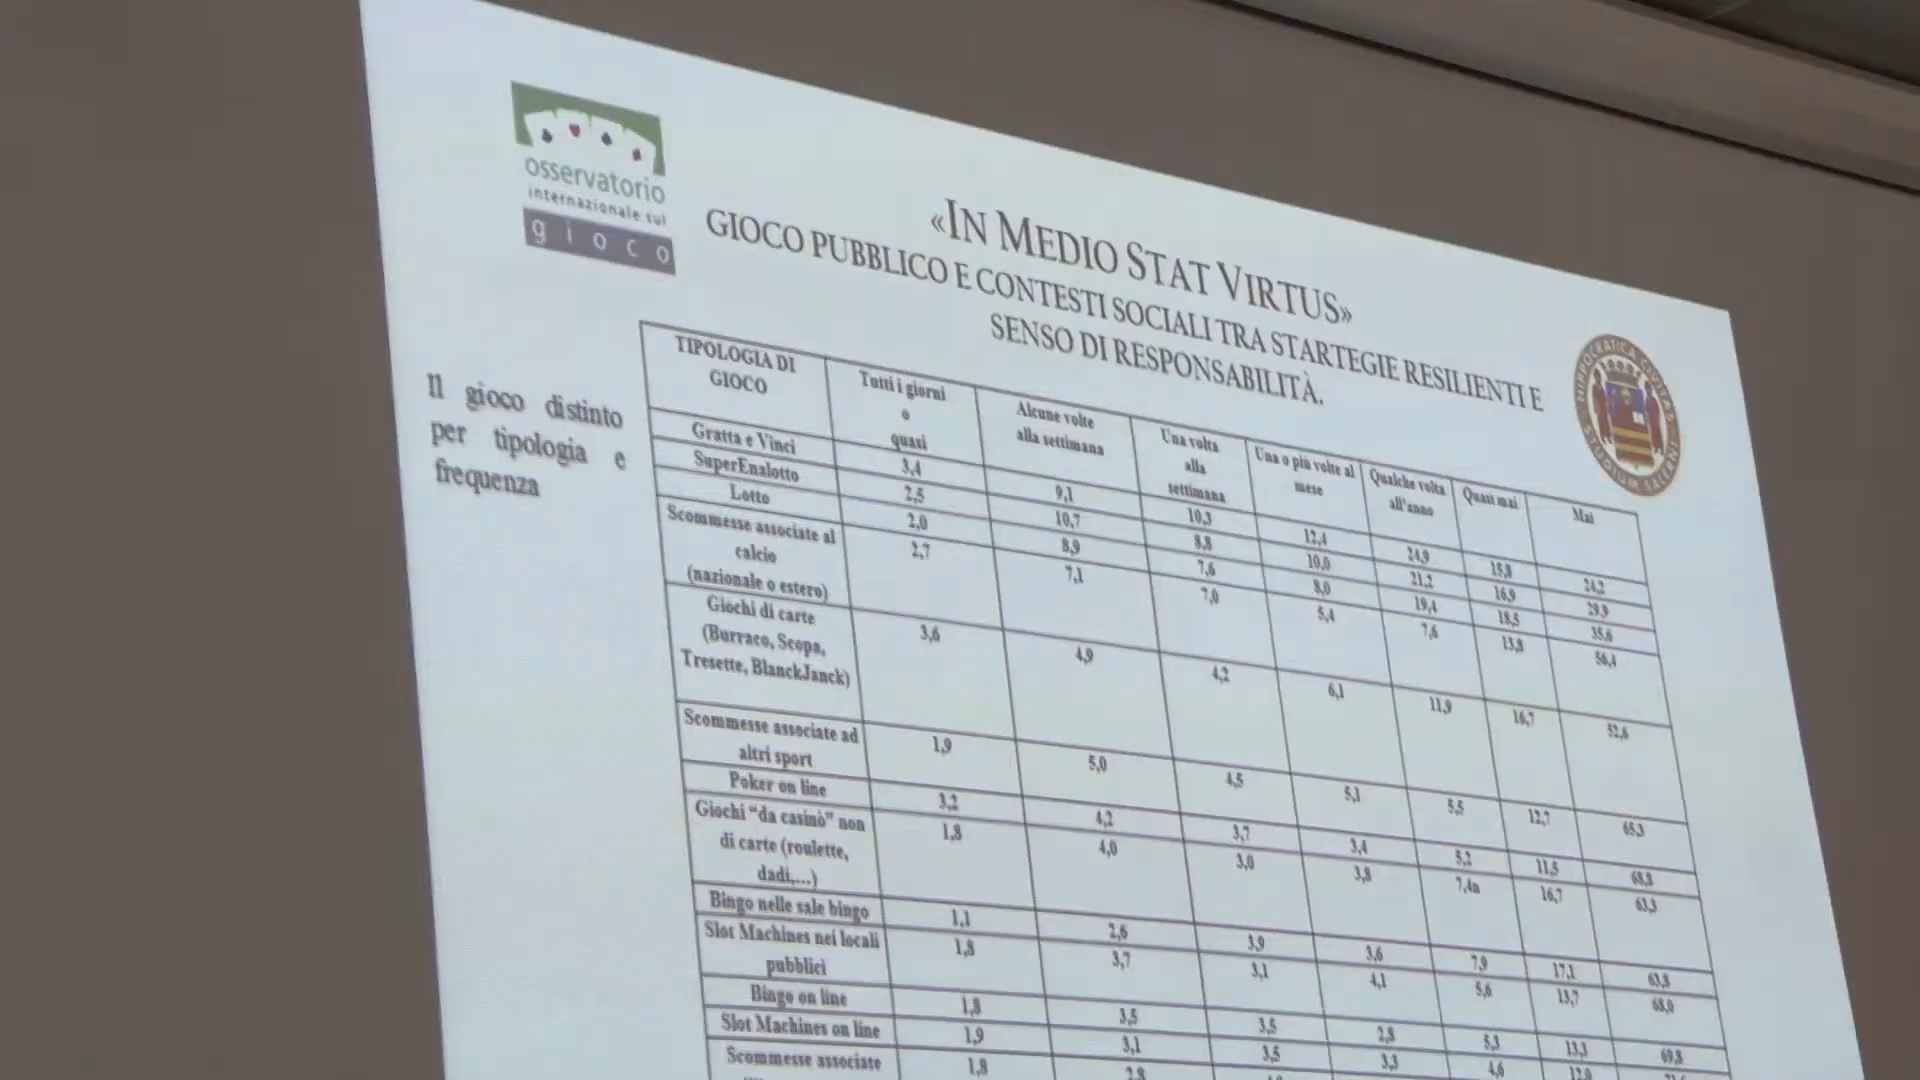 osservatorio
internazionale sul
gioco
«IN MEDIO STAT VIRTUS»
GIOCO PUBBLICO E CONTESTI SOCIALI TRA STARTEGIE RESILIENTI E
SENSO DI RESPONSABILITÀ.
HIPPOCRATICA CIVITAS
STUDIUM SALERNI
Il gioco distinto
per tipologia e
frequenza
TIPOLOGIA DI GIOCO Tutti i giorni o quasi Alcune volte alla settimana Una volta alla settimana Una o più volte al mese Qualche volta all'anno Quasi mai Mai
Gratta e Vinci 3,4 9,1 10,3 12,4 24,9 15,8 24,2
SuperEnalotto 2,5 10,7 8,8 10,0 21,2 16,9 29,9
Lotto 2,0 8,9 7,6 8,0 19,4 18,5 35,6
Scommesse associate al calcio (nazionale o estero) 2,7 7,1 7,0 5,4 7,6 13,8 56,4
Giochi di carte (Burraco, Scopa, Tresette, BlanckJanck) 3,6 4,9 4,2 6,1 11,9 16,7 52,6
Scommesse associate ad altri sport 1,9 5,0 4,5 5,1 5,5 12,7 65,3
Poker on line 3,2 4,2 3,7 3,4 5,2 11,5 68,8
Giochi “da casinò” non di carte (roulette, dadi,...) 1,8 4,0 3,0 3,8 7,4n 16,7 63,3
Bingo nelle sale bingo 1,1 2,6 3,9 3,6 7,9 17,1 63,8
Slot Machines nei locali pubblici 1,8 3,7 3,1 4,1 5,6 13,7 68,0
Bingo on line 1,8 3,5 3,5 2,8 5,3 13,3 69,8
Slot Machines on line 1,9 3,1 3,5 3,3 4,6 12,0
Scommesse associate 1,8 2,8